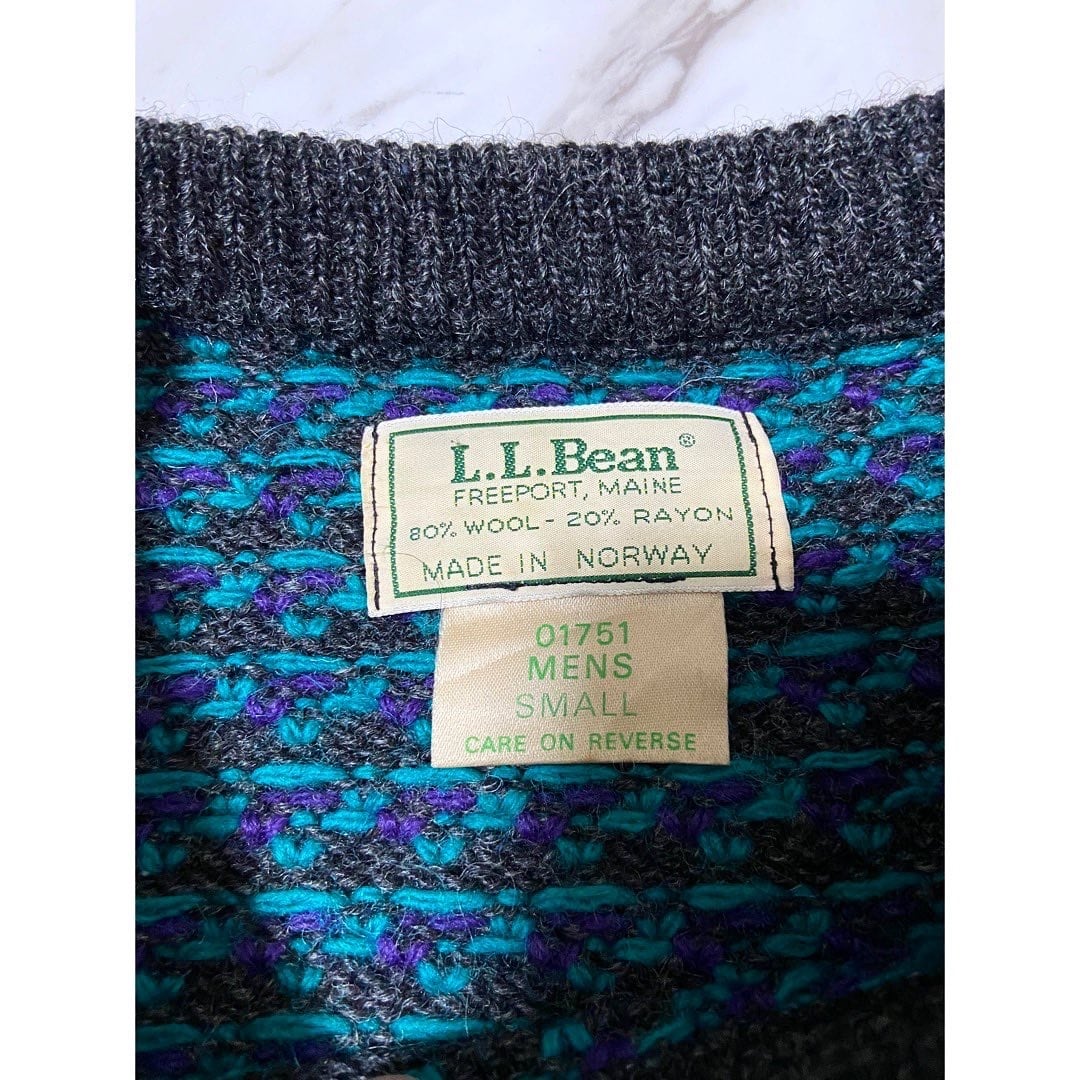 L.L.Bean®
FREEPORT, MAINE
80% WOOL - 20% RAYON
MADE IN NORWAY
01751
MENS
SMALL
CARE ON REVERSE